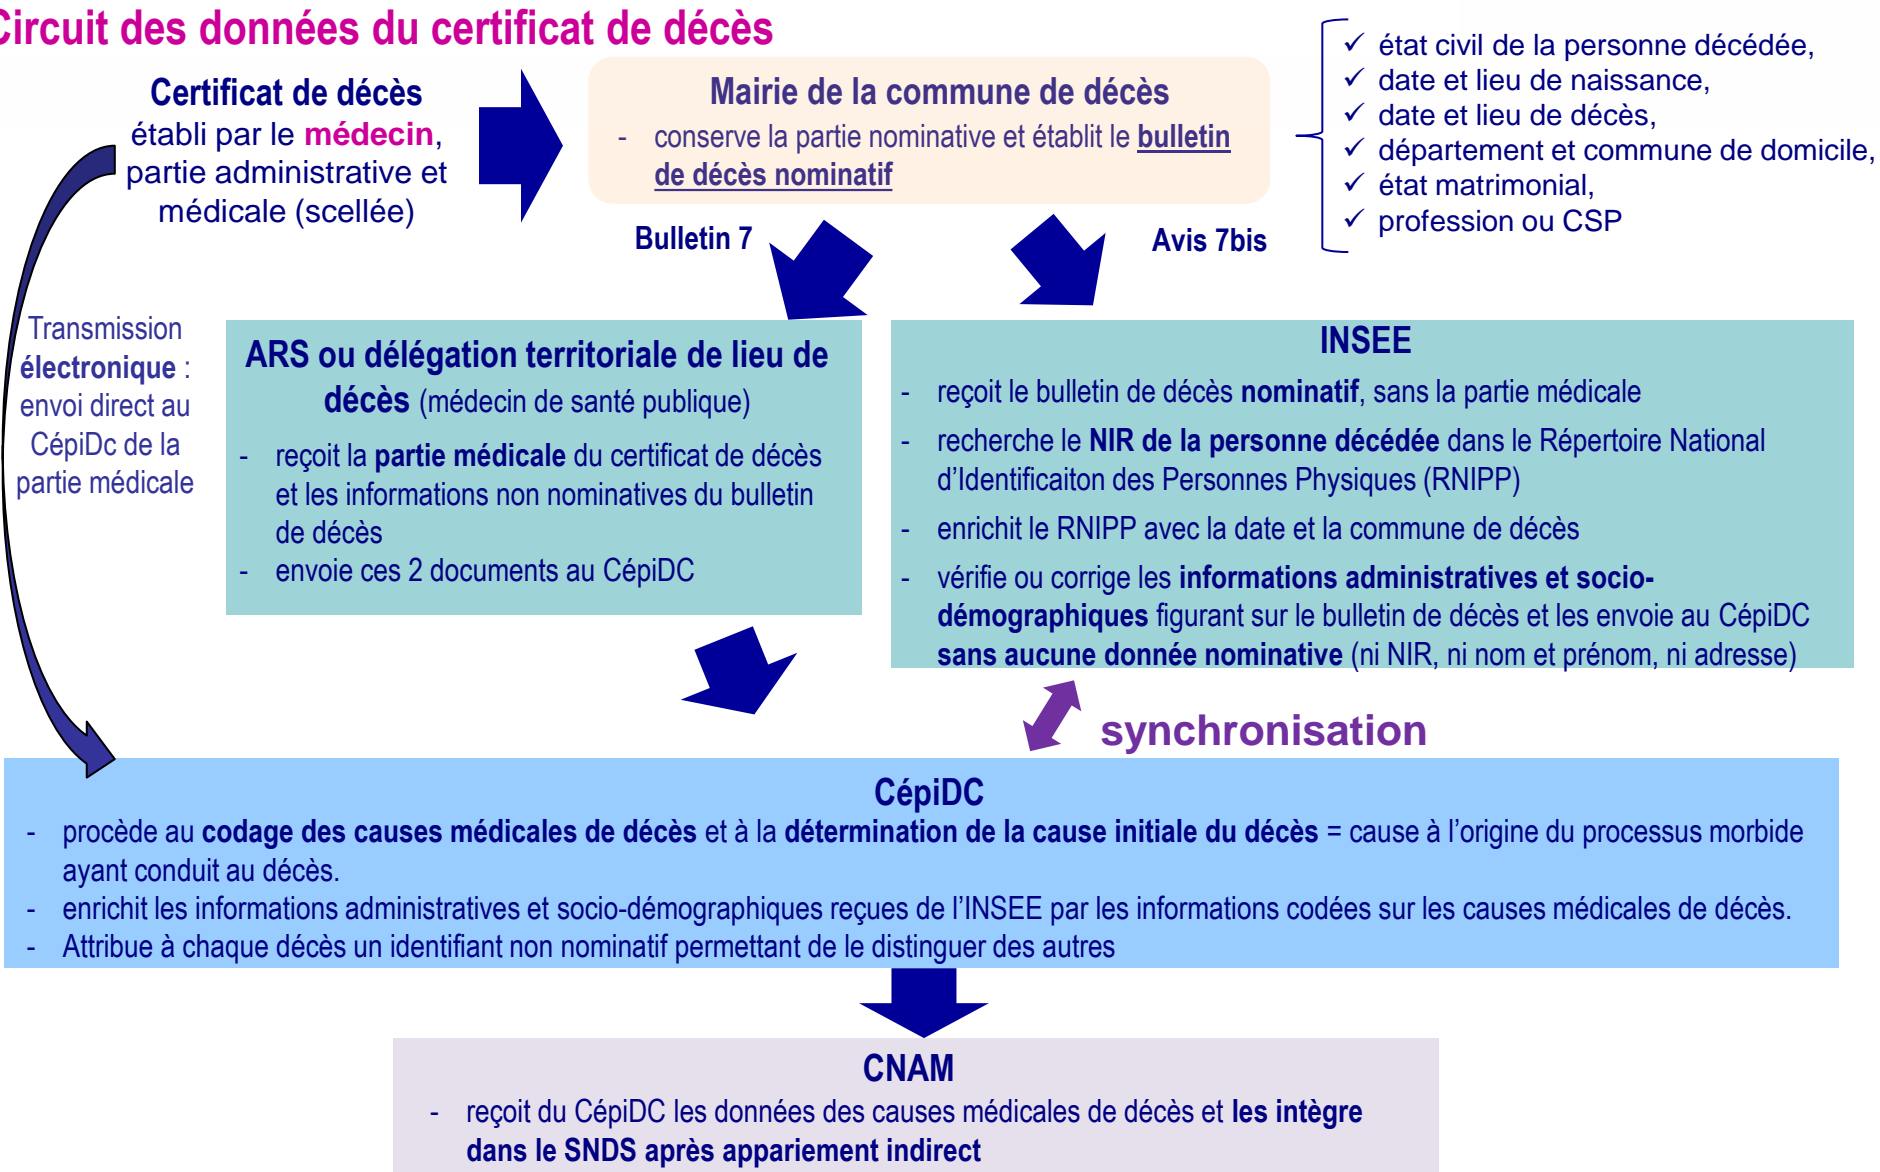 Circuit des données du certificat de décès
Certificat de décès
établi par le médecin,
partie administrative et
médicale (scellée)
Mairie de la commune de décès
- conserve la partie nominative et établit le bulletin
de décès nominatif
✓ état civil de la personne décédée,
✓ date et lieu de naissance,
✓ date et lieu de décès,
✓ département et commune de domicile,
✓ état matrimonial,
✓ profession ou CSP
Bulletin 7
Avis 7bis
Transmission
électronique :
envoi direct au
CépiDc de la
partie médicale
ARS ou délégation territoriale de lieu de
décès (médecin de santé publique)
- reçoit la partie médicale du certificat de décès
et les informations non nominatives du bulletin
de décès
- envoie ces 2 documents au CépiDC
INSEE
- reçoit le bulletin de décès nominatif, sans la partie médicale
- recherche le NIR de la personne décédée dans le Répertoire National
d’Identificaiton des Personnes Physiques (RNIPP)
- enrichit le RNIPP avec la date et la commune de décès
- vérifie ou corrige les informations administratives et socio-
démographiques figurant sur le bulletin de décès et les envoie au CépiDC
sans aucune donnée nominative (ni NIR, ni nom et prénom, ni adresse)
synchronisation
CépiDC
- procède au codage des causes médicales de décès et à la détermination de la cause initiale du décès = cause à l’origine du processus morbide
ayant conduit au décès.
- enrichit les informations administratives et socio-démographiques reçues de l’INSEE par les informations codées sur les causes médicales de décès.
- Attribue à chaque décès un identifiant non nominatif permettant de le distinguer des autres
CNAM
- reçoit du CépiDC les données des causes médicales de décès et les intègre
dans le SNDS après appariement indirect